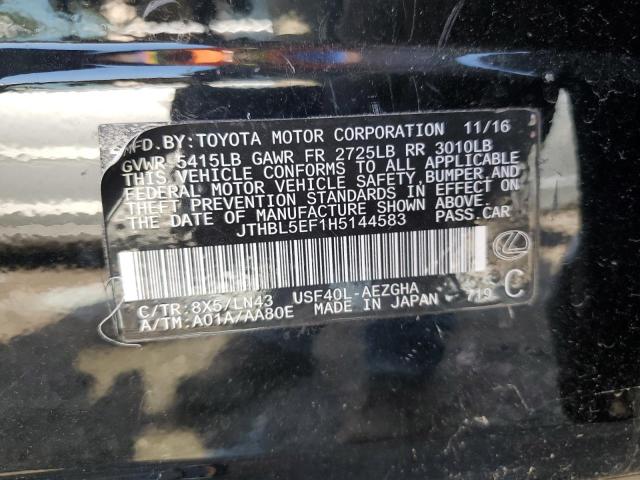 MFD.BY:TOYOTA MOTOR CORPORATION 11/16
GVWR 5415LB GAWR FR 2725LB RR 3010LB
THIS VEHICLE CONFORMS TO ALL APPLICABLE
FEDERAL MOTOR VEHICLE SAFETY,BUMPER,AND
THEFT PREVENTION STANDARDS IN EFFECT ON
THE DATE OF MANUFACTURE SHOWN ABOVE.
JTHBL5EF1H5144583 PASS.CAR
C/TR:8X5/LN43 USF40L-AEZGHA
A/TM:A01A/AA80E MADE IN JAPAN 719 C